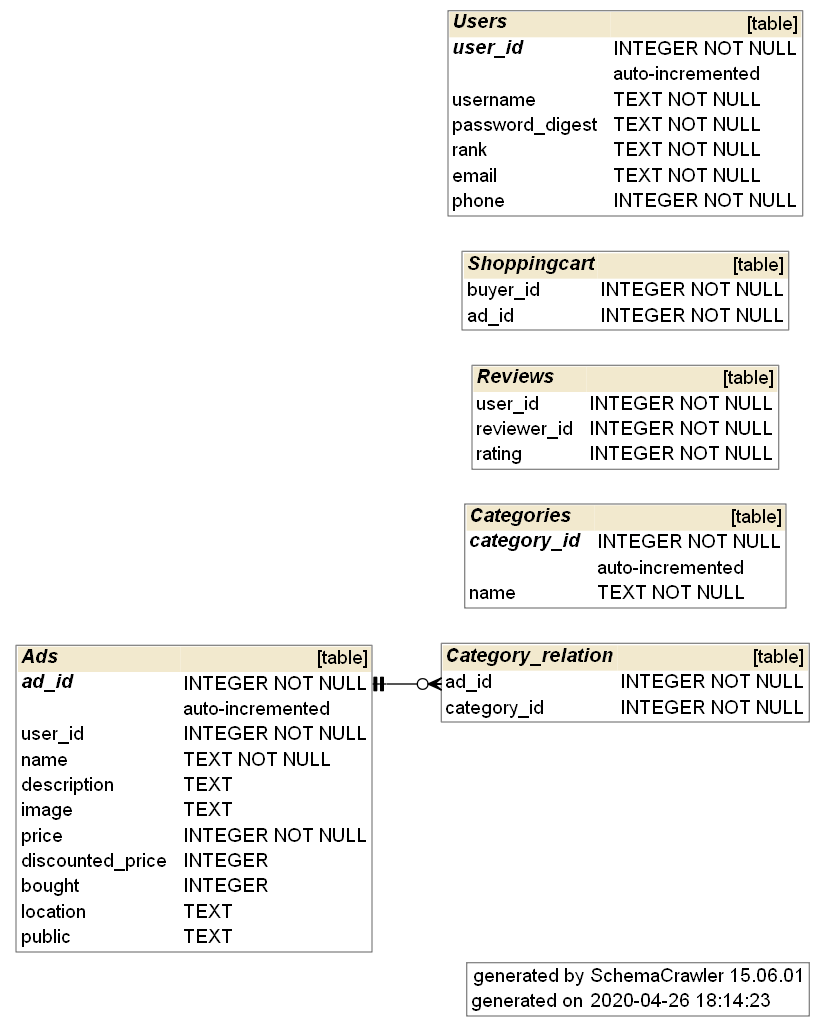 Users [table]
user_id INTEGER NOT NULL
auto-incremented
username TEXT NOT NULL
password_digest TEXT NOT NULL
rank TEXT NOT NULL
email TEXT NOT NULL
phone INTEGER NOT NULL
Shoppingcart [table]
buyer_id INTEGER NOT NULL
ad_id INTEGER NOT NULL
Reviews [table]
user_id INTEGER NOT NULL
reviewer_id INTEGER NOT NULL
rating INTEGER NOT NULL
Categories [table]
category_id INTEGER NOT NULL
auto-incremented
name TEXT NOT NULL
Ads [table]
ad_id INTEGER NOT NULL
auto-incremented
user_id INTEGER NOT NULL
name TEXT NOT NULL
description TEXT
image TEXT
price INTEGER NOT NULL
discounted_price INTEGER
bought INTEGER
location TEXT
public TEXT
Category_relation [table]
ad_id INTEGER NOT NULL
category_id INTEGER NOT NULL
generated by SchemaCrawler 15.06.01
generated on 2020-04-26 18:14:23